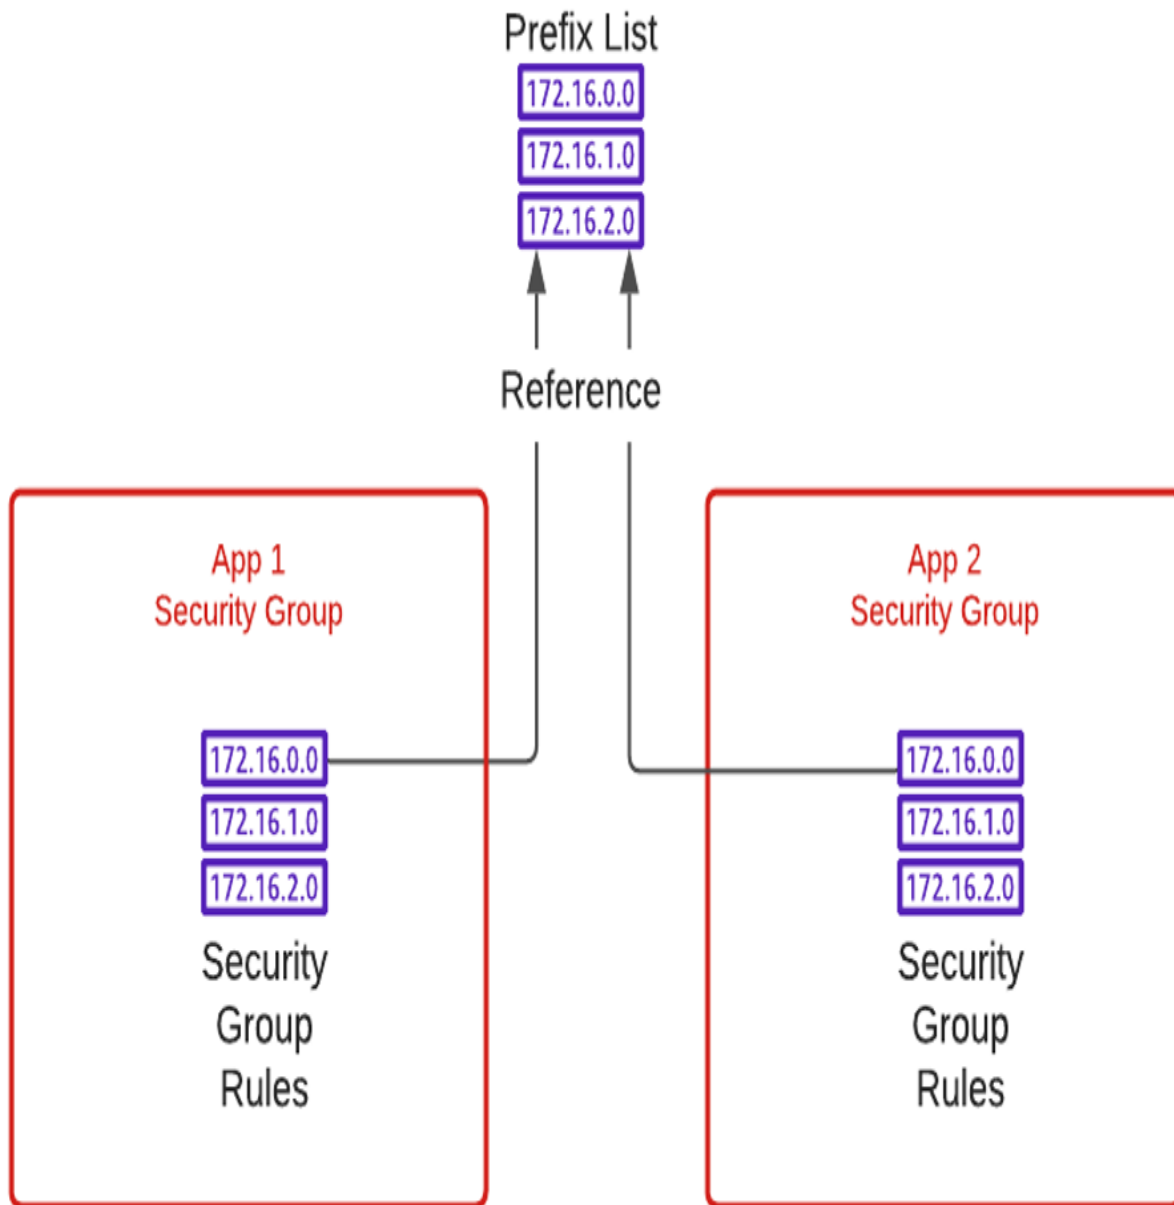 Prefix List
172.16.0.0
172.16.1.0
172.16.2.0
Reference
App 1
Security Group
172.16.0.0
172.16.1.0
172.16.2.0
Security
Group
Rules
App 2
Security Group
172.16.0.0
172.16.1.0
172.16.2.0
Security
Group
Rules